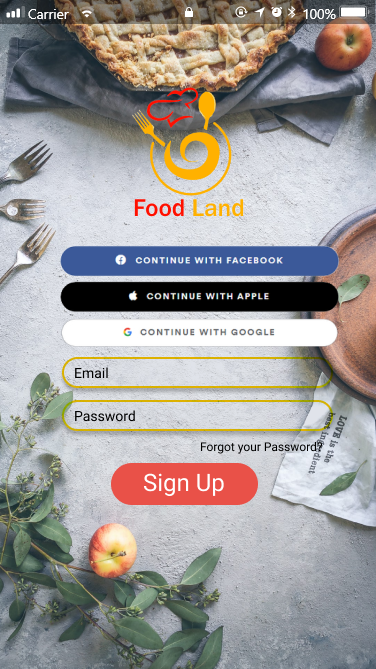 Carrier 100%
Food Land
CONTINUE WITH FACEBOOK
CONTINUE WITH APPLE
G CONTINUE WITH GOOGLE
Email
Password
Forgot your Password?
LOVE is the
best ingredient
Sign Up